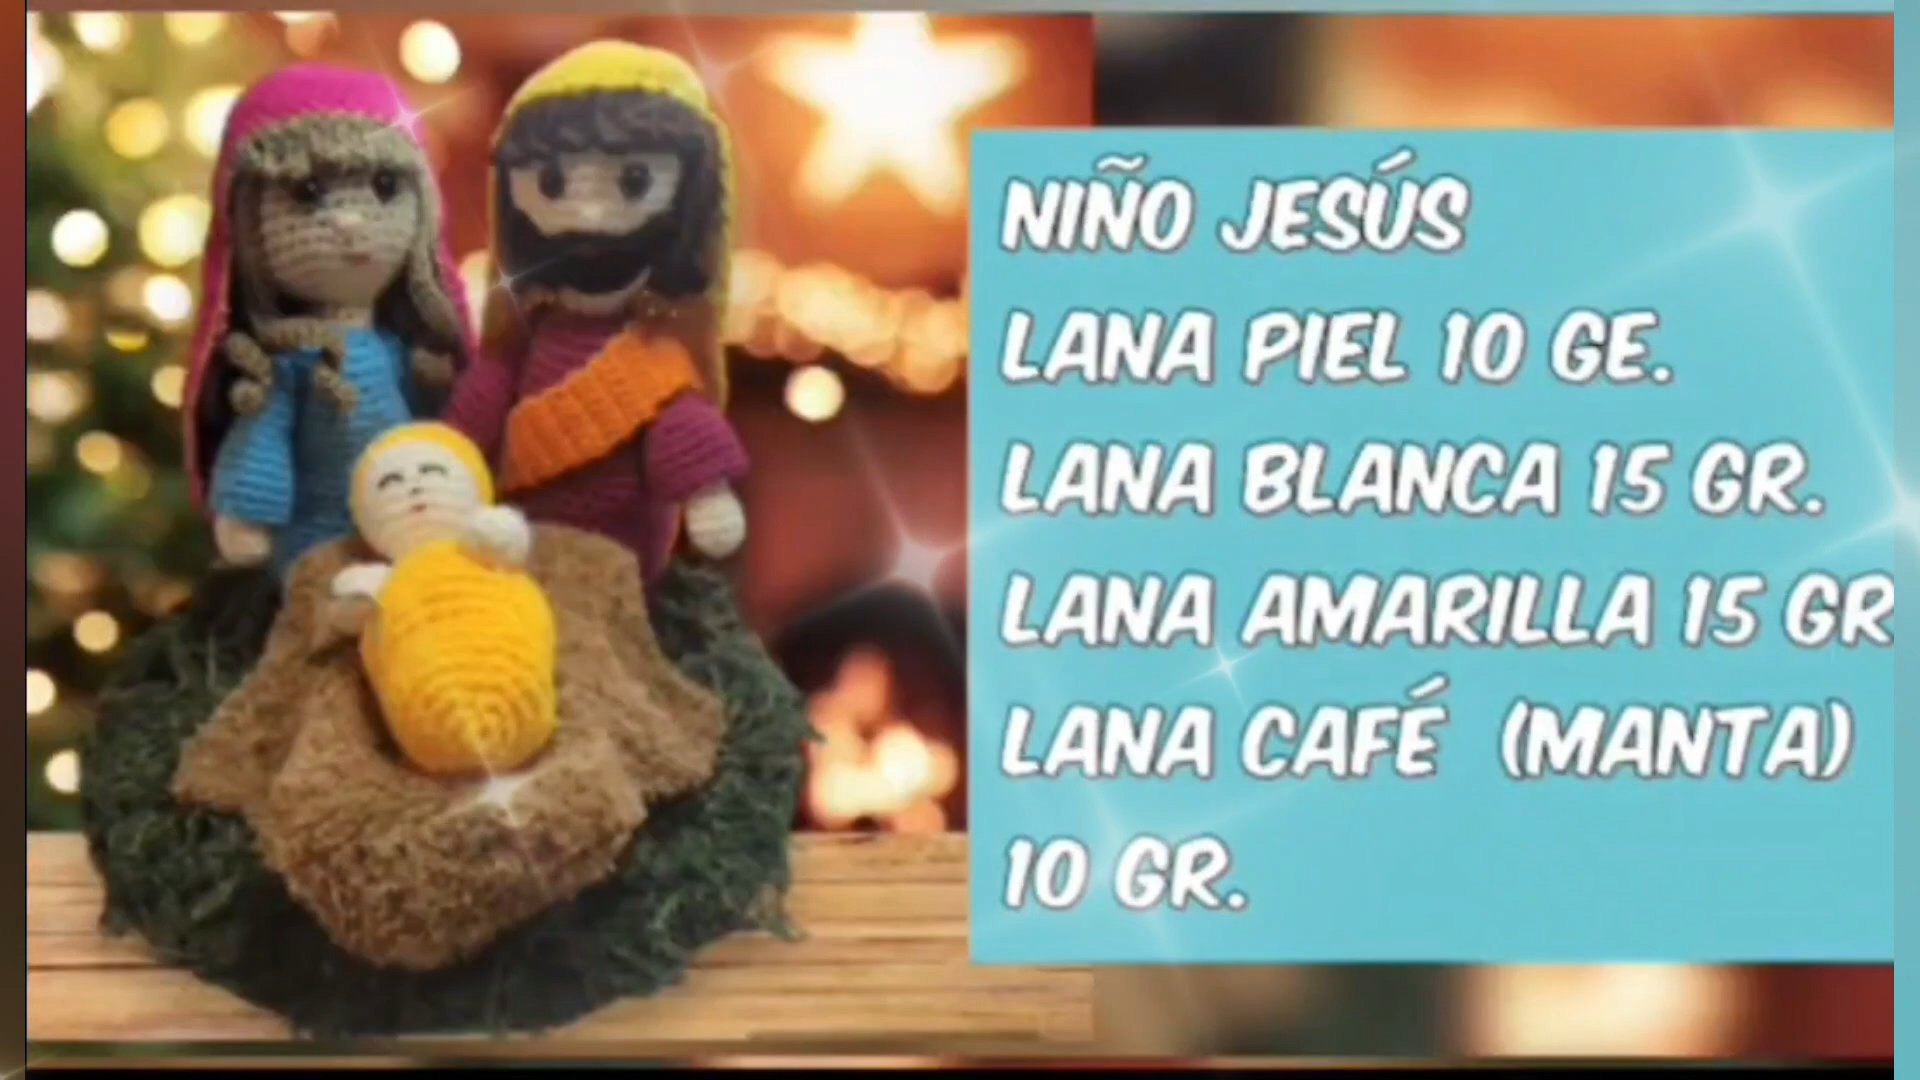 NIÑO JESÚS
LANA PIEL 10 GE.
LANA BLANCA 15 GR.
LANA AMARILLA 15 GR
LANA CAFÉ (MANTA)
10 GR.